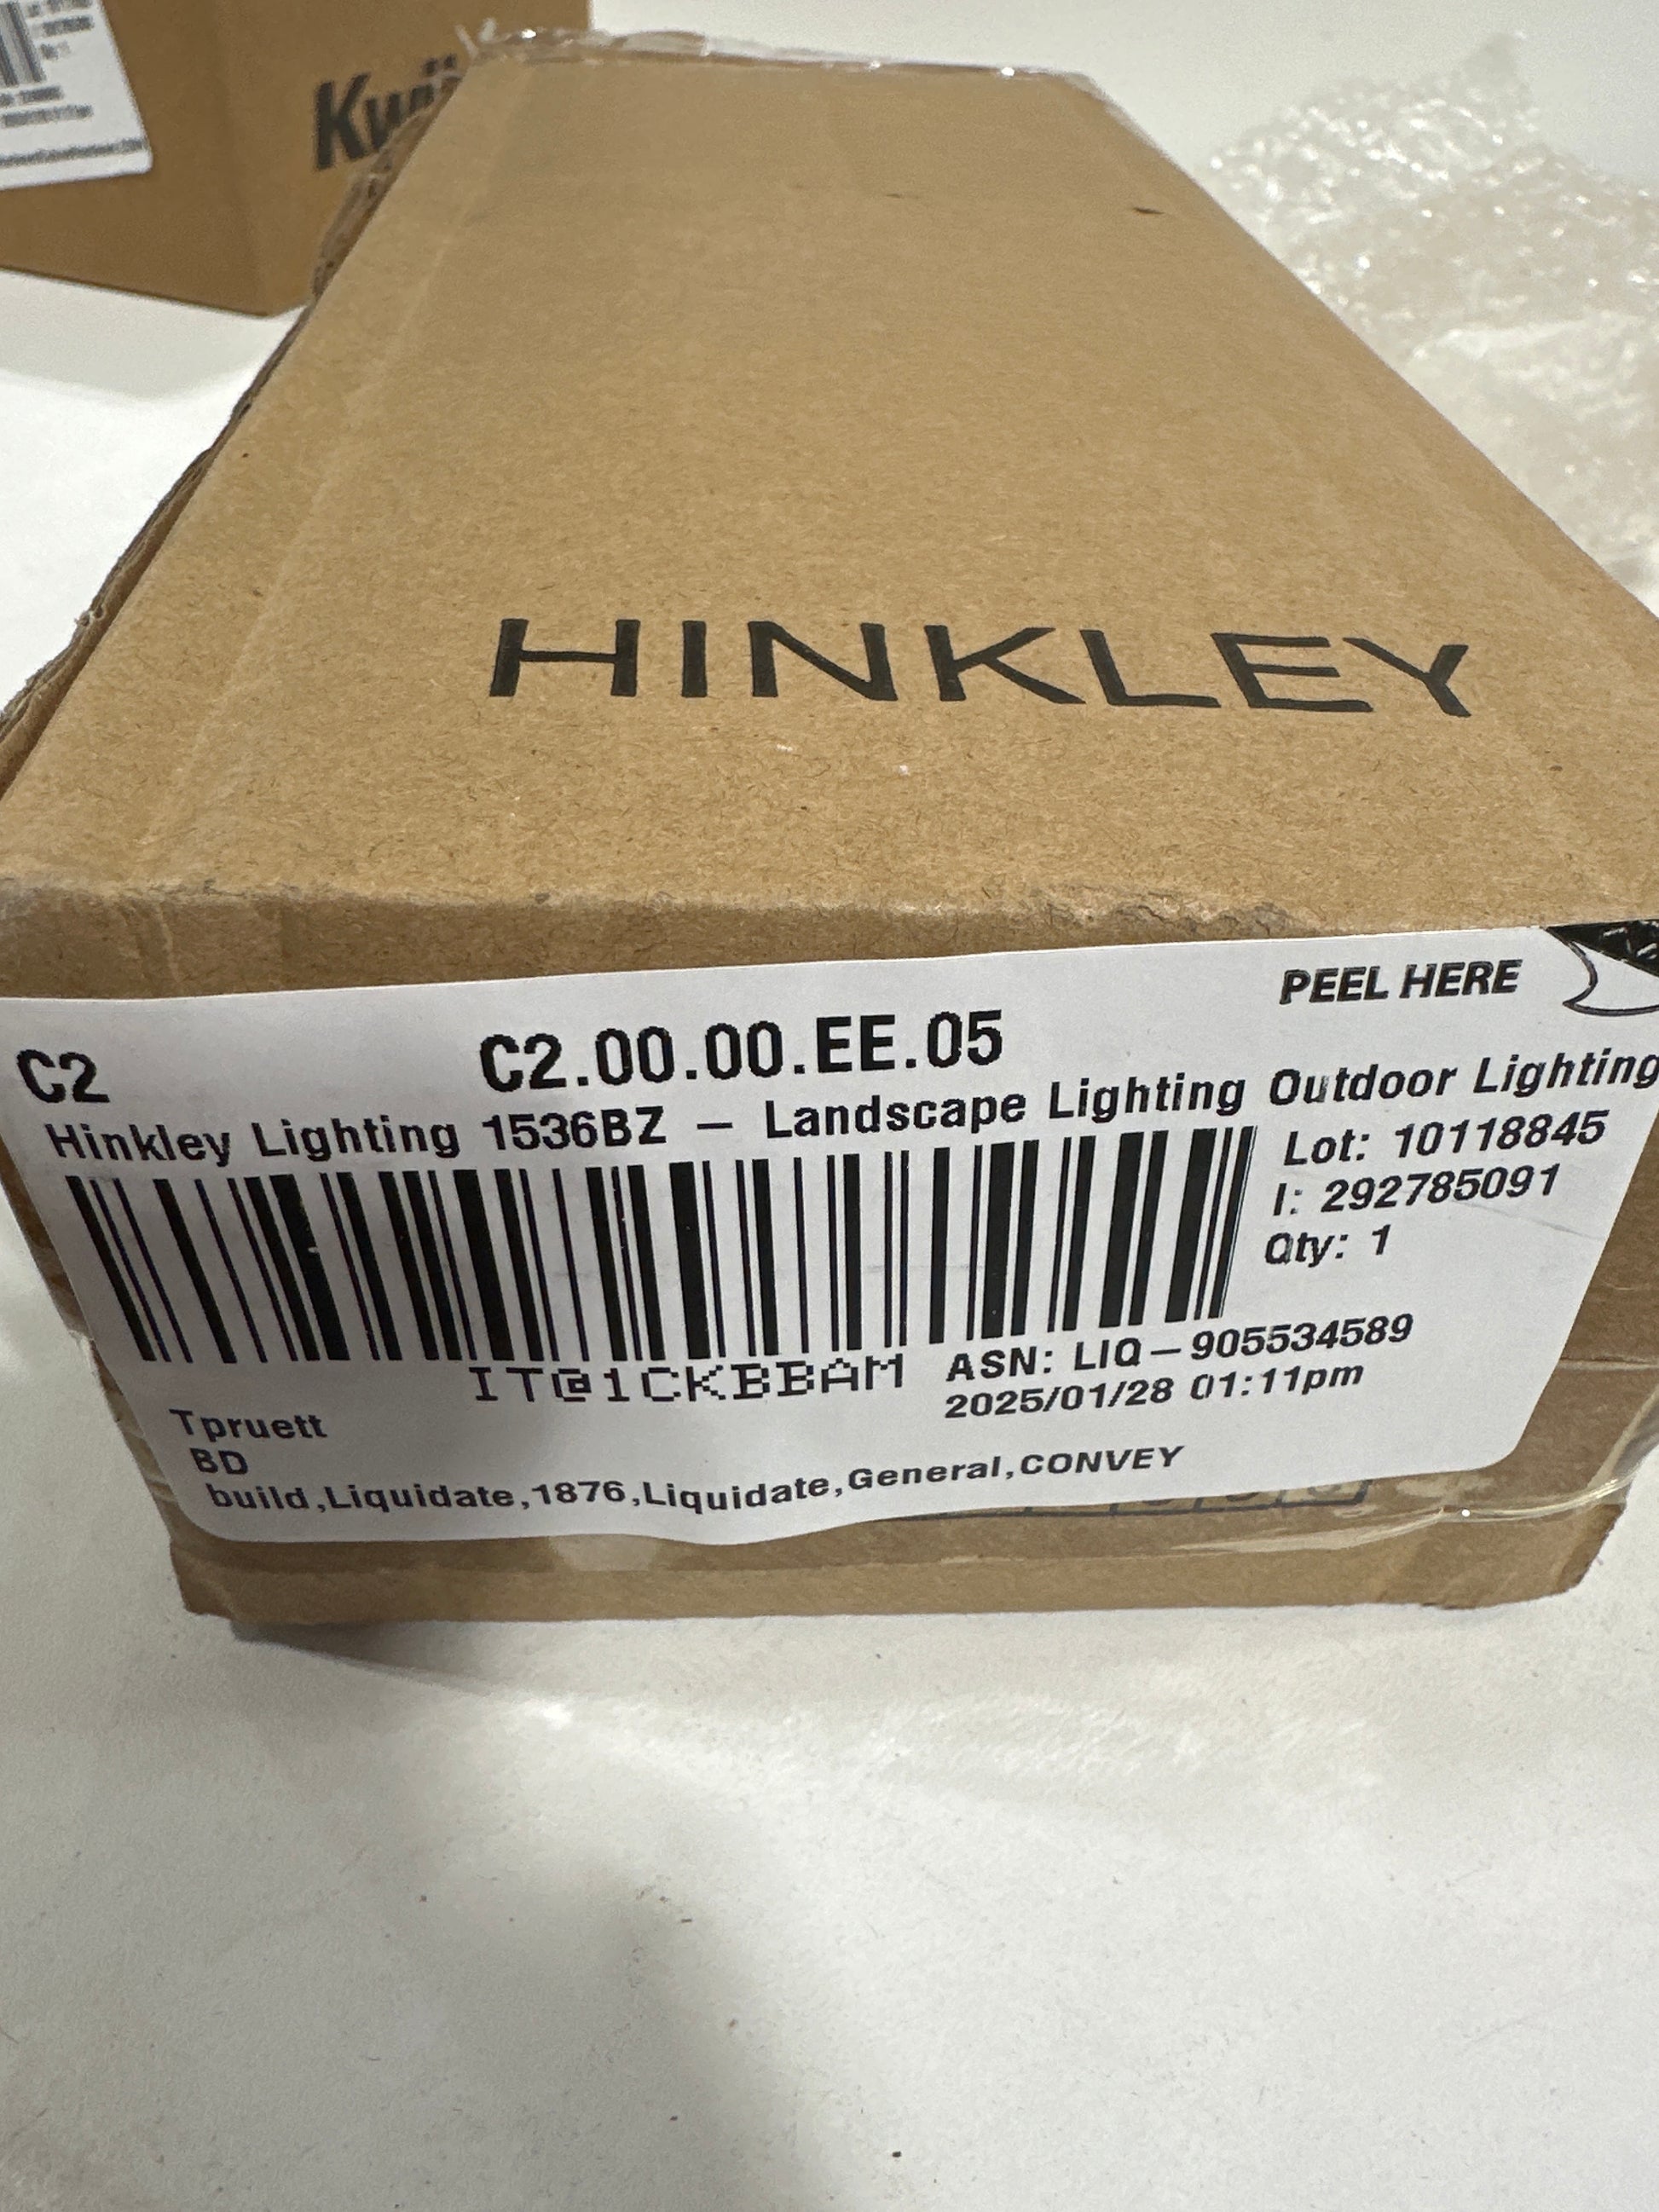 HINKLEY
PEEL HERE
C2
C2.00.00.EE.05
Hinkley Lighting 1536BZ – Landscape Lighting Outdoor Lighting
Lot: 10118845
I: 292785091
Qty: 1
IT@1CKBBAM
ASN: LIQ–905534589
2025/01/28 01:11pm
Tpruett
BD
build,Liquidate,1876,Liquidate,General,CONVEY